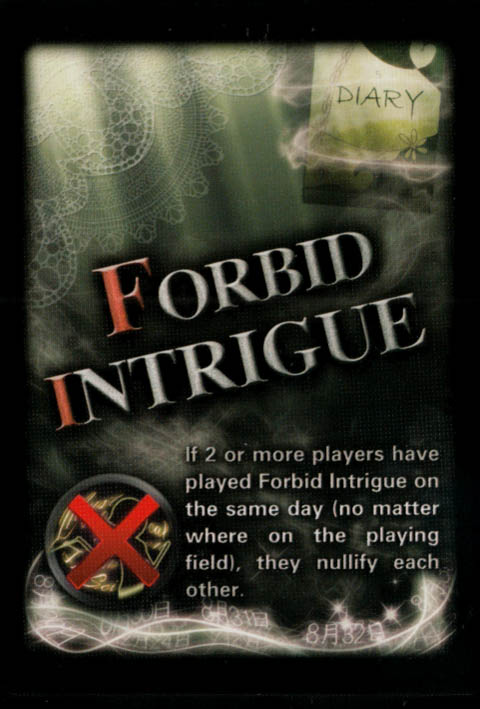 DIARY
FORBID
INTRIGUE
If 2 or more players have
played Forbid Intrigue on
the same day (no matter
where on the playing
field), they nullify each
other.
8月31日
8月32日